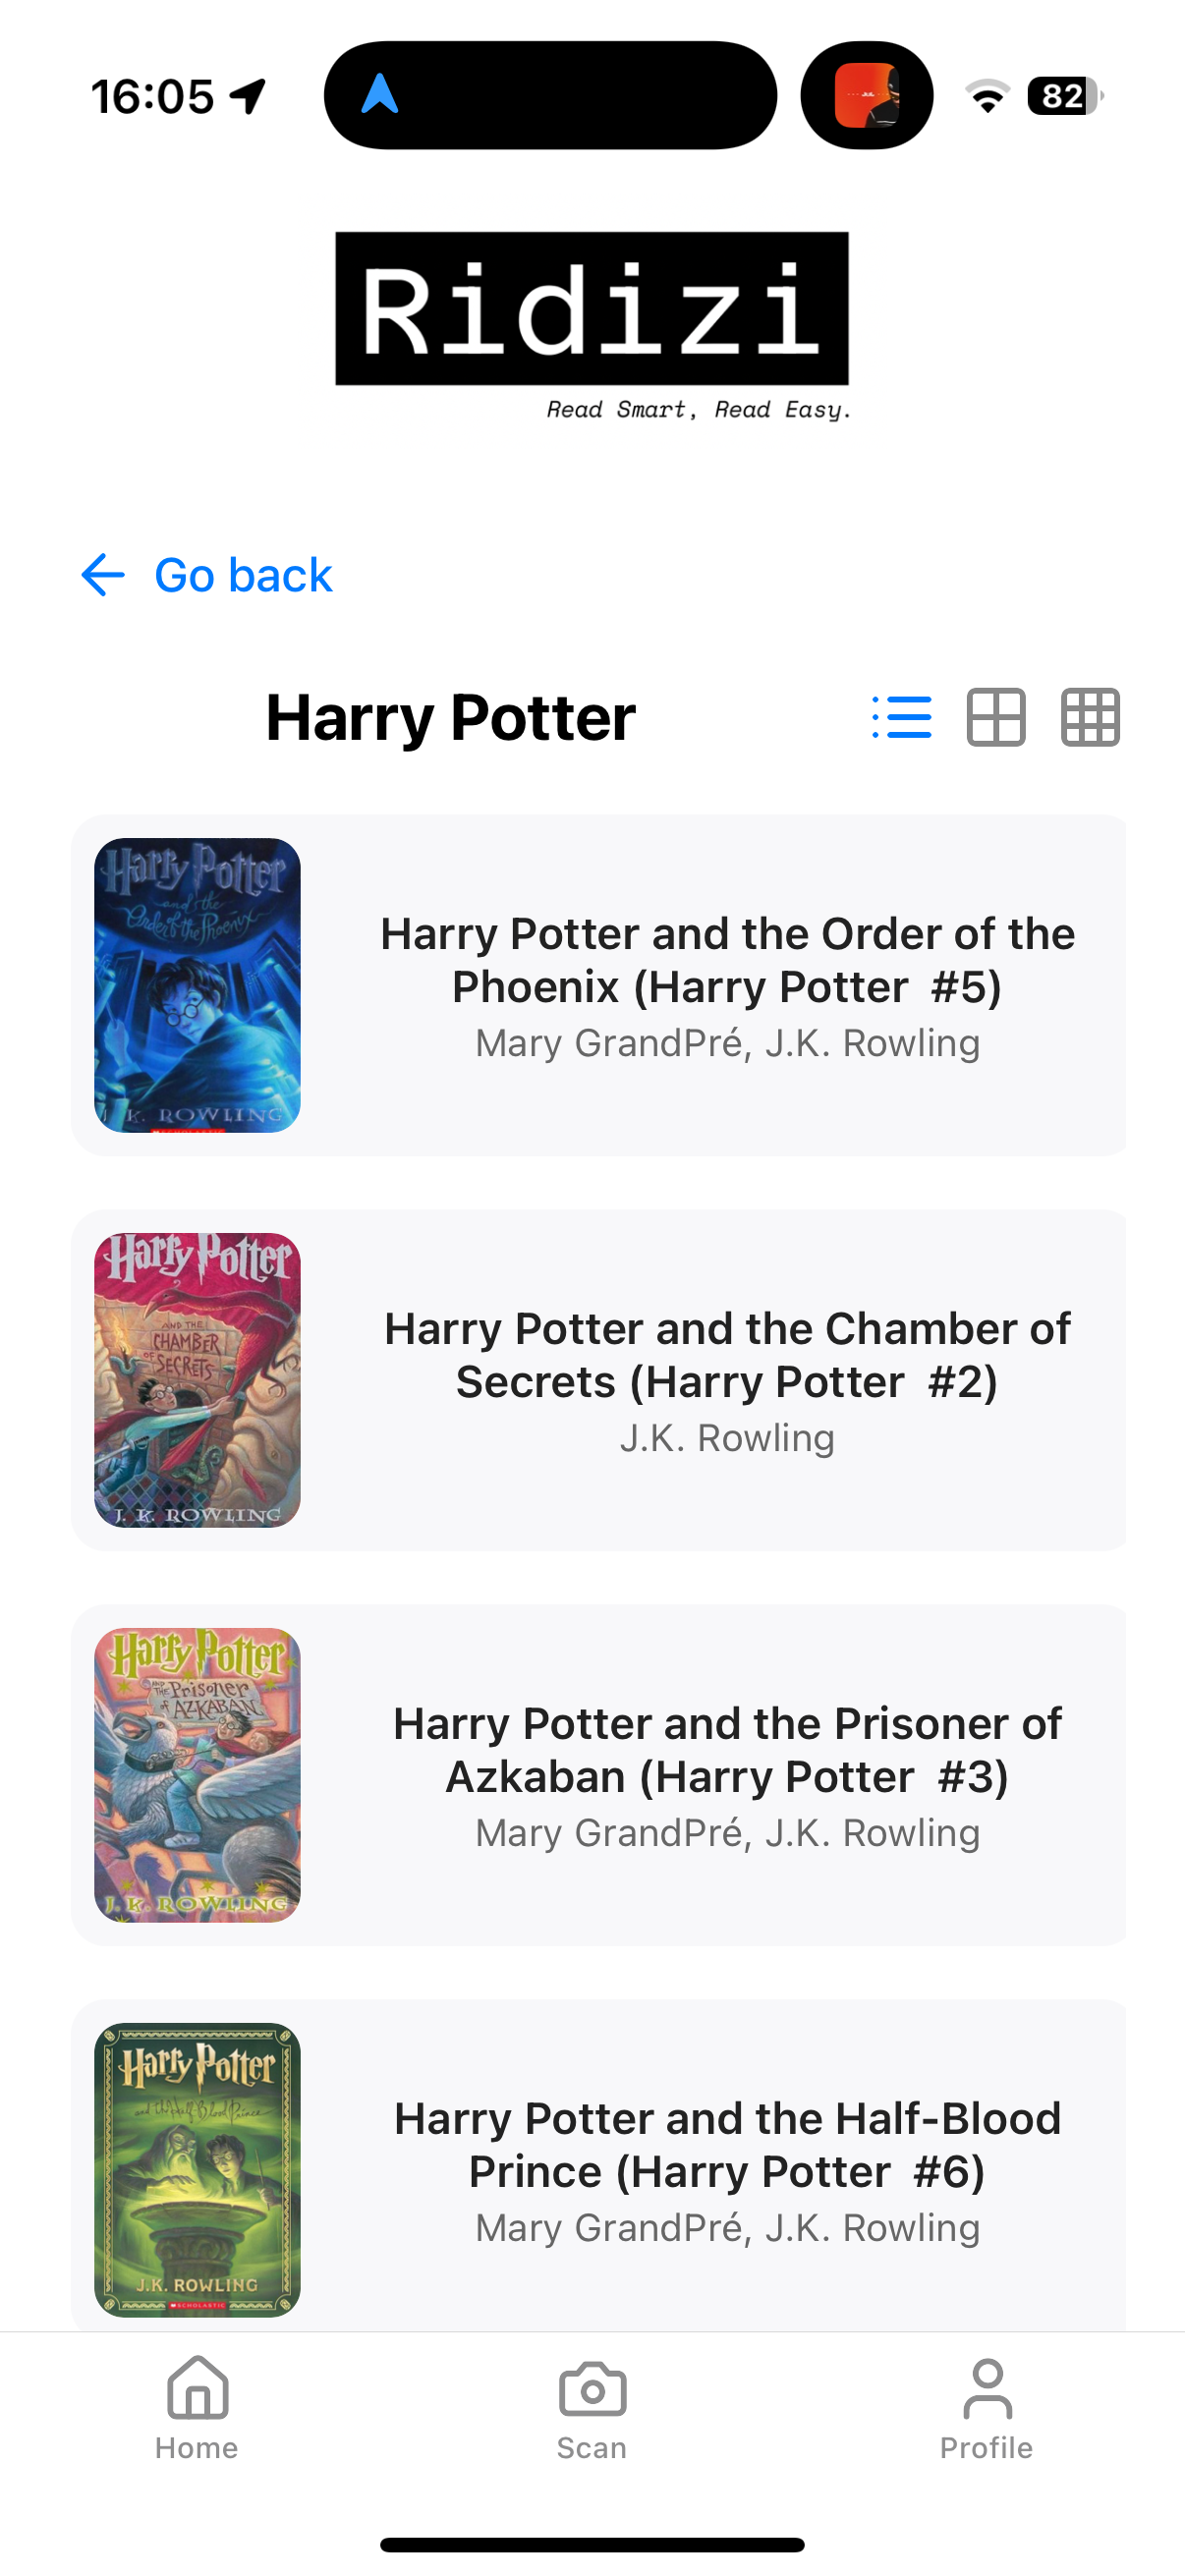 16:05
82
Ridizi
Read Smart, Read Easy.
Go back
Harry Potter
Harry Potter
and the
Order of the Phoenix
J. K. ROWLING
SCHOLASTIC
Harry Potter and the Order of the
Phoenix (Harry Potter  #5)
Mary GrandPré, J.K. Rowling
Harry Potter
AND THE
CHAMBER
OF SECRETS
J. K. ROWLING
Harry Potter and the Chamber of
Secrets (Harry Potter  #2)
J.K. Rowling
Harry Potter
AND THE Prisoner
of AZKABAN
J. K. ROWLING
Harry Potter and the Prisoner of
Azkaban (Harry Potter  #3)
Mary GrandPré, J.K. Rowling
Harry Potter
and the Half-Blood Prince
J.K. ROWLING
SCHOLASTIC
Harry Potter and the Half-Blood
Prince (Harry Potter  #6)
Mary GrandPré, J.K. Rowling
Home
Scan
Profile